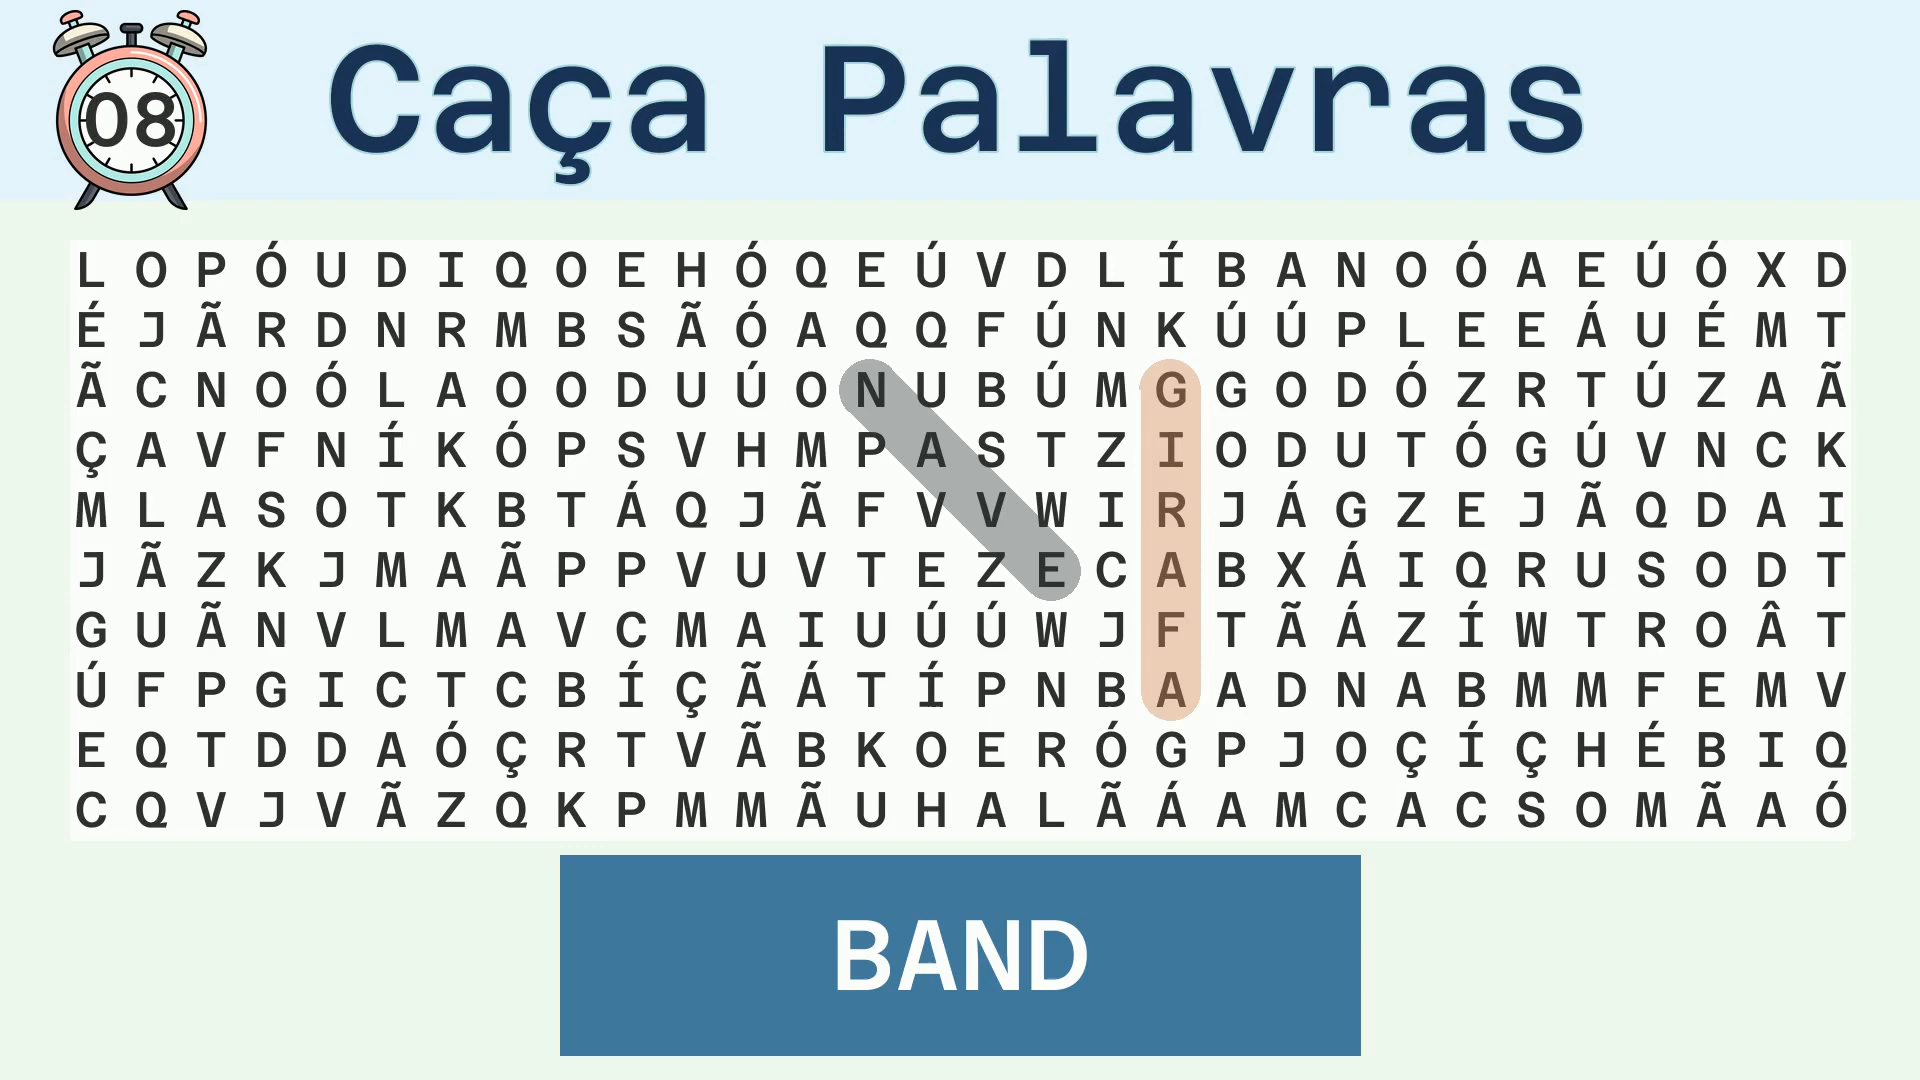 08
Caça Palavras
L O P Ó U D I Q O E H Ó Q E Ú V D L Í B A N O Ó A E Ú Ó X D
É J Ã R D N R M B S Ã Ó A Q Q F Ú N K Ú Ú P L E E Á U É M T
Ã C N O Ó L A O O D U Ú O N U B Ú M G G O D Ó Z R T Ú Z A Ã
Ç A V F N Í K Ó P S V H M P A S T Z I O D U T Ó G Ú V N C K
M L A S O T K B T Á Q J Ã F V V W I R J Á G Z E J Ã Q D A I
J Ã Z K J M A Ã P P V U V T E Z E C A B X Á I Q R U S O D T
G U Ã N V L M A V C M A I U Ú Ú W J F T Ã Á Z Í W T R O Â T
Ú F P G I C T C B Í Ç Ã Á T Í P N B A A D N A B M M F E M V
E Q T D D A Ó Ç R T V Ã B K O E R Ó G P J O Ç Í Ç H É B I Q
C Q V J V Ã Z Q K P M M Ã U H A L Ã Á A M C A C S O M Ã A Ó
BAND